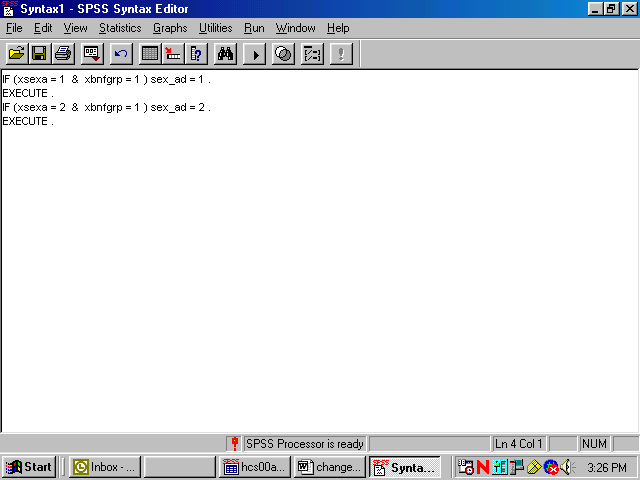 Syntax1 - SPSS Syntax Editor
File Edit View Statistics Graphs Utilities Run Window Help
IF (xsexa = 1 & xbnfgrp = 1 ) sex_ad = 1 .
EXECUTE .
IF (xsexa = 2 & xbnfgrp = 1 ) sex_ad = 2 .
EXECUTE .
SPSS Processor is ready Ln 4 Col 1 NUM
Start Inbox - ... hcs00a... change... Synta... 3:26 PM